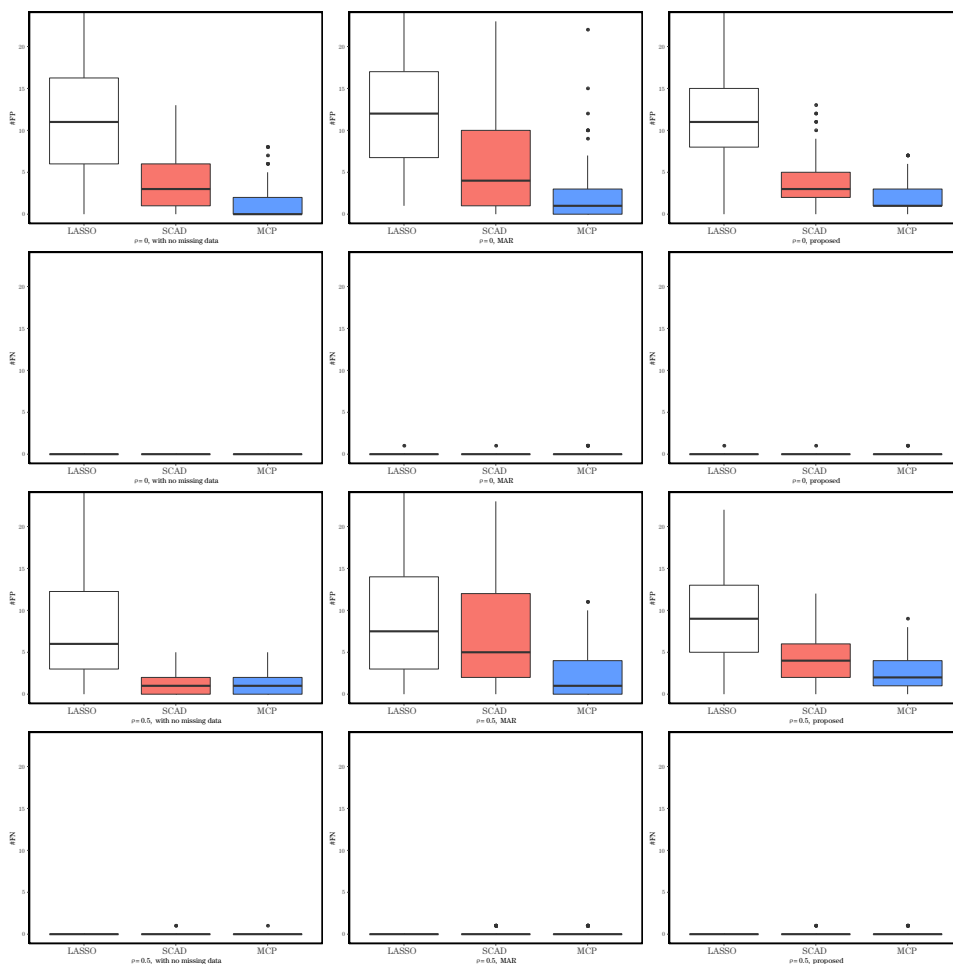 #FP
20
15
10
5
0
LASSO SCAD MCP
ρ= 0, with no missing data
#FP
20
15
10
5
0
LASSO SCAD MCP
ρ= 0, MAR
#FP
20
15
10
5
0
LASSO SCAD MCP
ρ= 0, proposed
#FN
20
15
10
5
0
LASSO SCAD MCP
ρ= 0, with no missing data
#FN
20
15
10
5
0
LASSO SCAD MCP
ρ= 0, MAR
#FN
20
15
10
5
0
LASSO SCAD MCP
ρ= 0, proposed
#FP
20
15
10
5
0
LASSO SCAD MCP
ρ= 0.5, with no missing data
#FP
20
15
10
5
0
LASSO SCAD MCP
ρ= 0.5, MAR
#FP
20
15
10
5
0
LASSO SCAD MCP
ρ= 0.5, proposed
#FN
20
15
10
5
0
LASSO SCAD MCP
ρ= 0.5, with no missing data
#FN
20
15
10
5
0
LASSO SCAD MCP
ρ= 0.5, MAR
#FN
20
15
10
5
0
LASSO SCAD MCP
ρ= 0.5, proposed